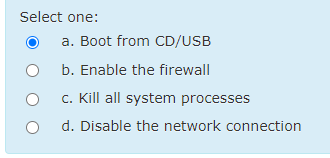 Select one:
a. Boot from CD/USB
b. Enable the firewall
c. Kill all system processes
d. Disable the network connection